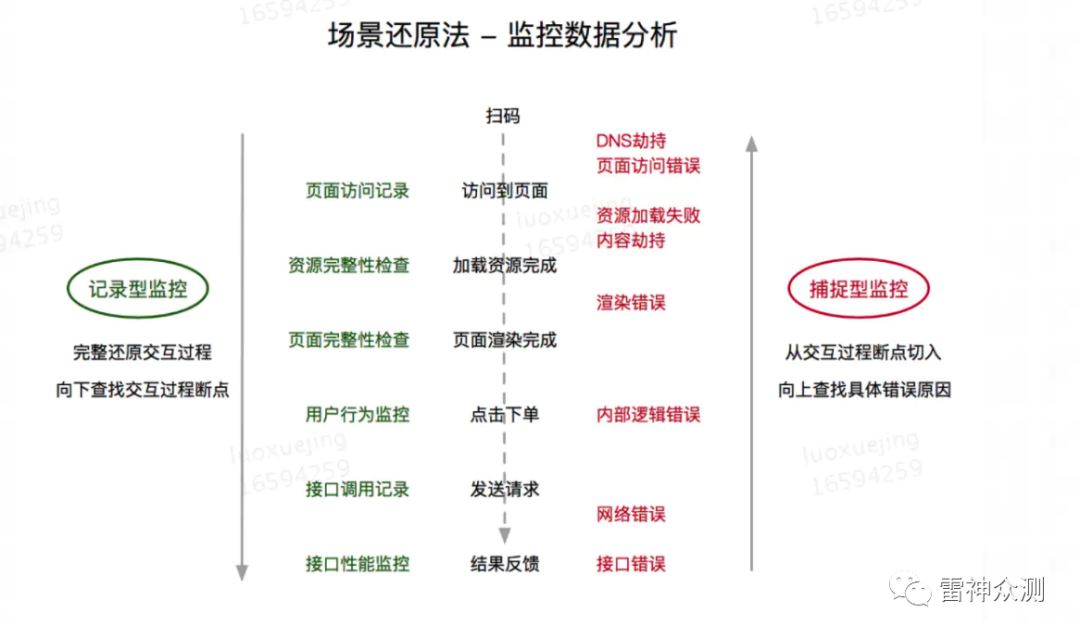 场景还原法 – 监控数据分析
扫码
DNS劫持
页面访问错误
页面访问记录
访问到页面
资源加载失败
内容劫持
资源完整性检查
加载资源完成
记录型监控
捕捉型监控
渲染错误
页面完整性检查
页面渲染完成
完整还原交互过程
向下查找交互过程断点
从交互过程断点切入
向上查找具体错误原因
用户行为监控
点击下单
内部逻辑错误
接口调用记录
发送请求
网络错误
接口性能监控
结果反馈
接口错误
雷神众测
16594259
16594259
uejing
94259
luoxuejing
16594259
luoxuejing
16594259
luoxuejing
16594259